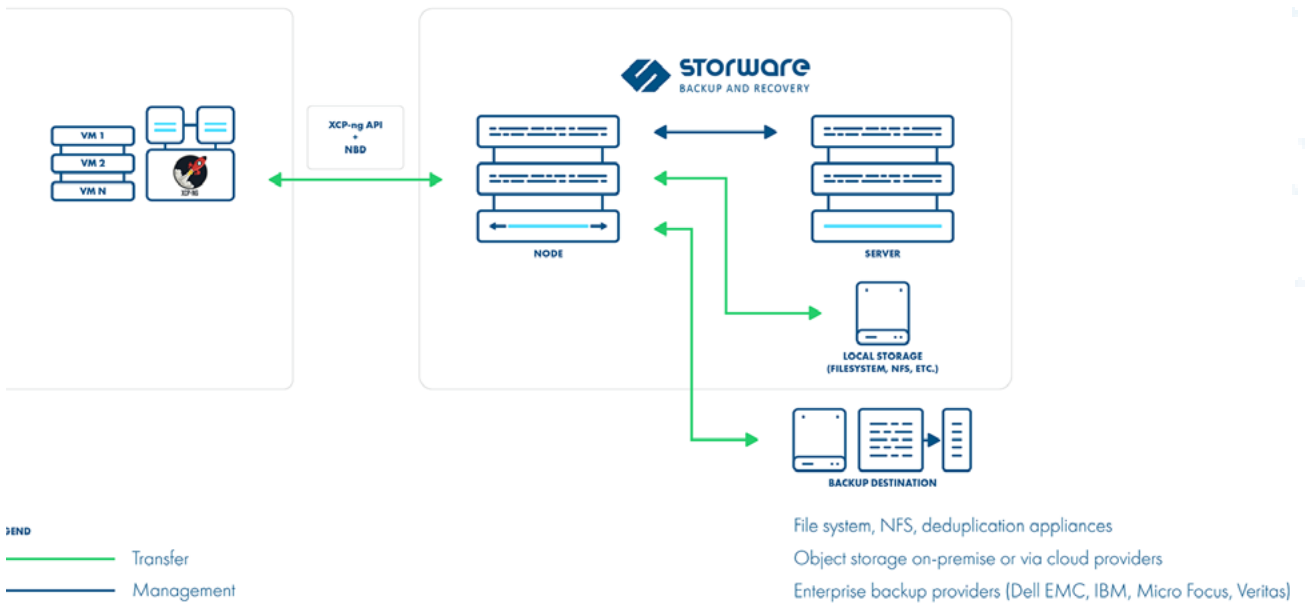 STORWARE
BACKUP AND RECOVERY
VM 1
VM 2
VM N
XCP-NG
XCP-ng API
+
NBD
NODE
SERVER
LOCAL STORAGE
(FILESYSTEM, NFS, ETC.)
BACKUP DESTINATION
GEND
Transfer
Management
File system, NFS, deduplication appliances
Object storage on-premise or via cloud providers
Enterprise backup providers (Dell EMC, IBM, Micro Focus, Veritas)